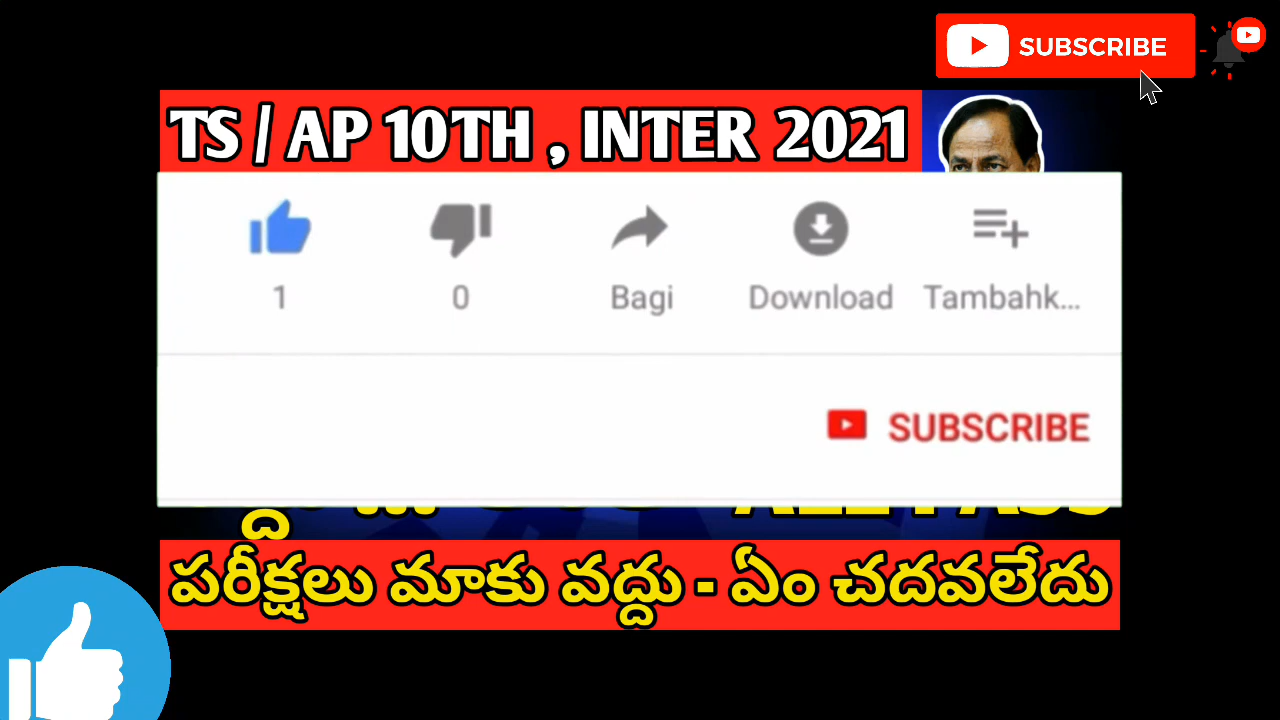 SUBSCRIBE
TS / AP 10TH , INTER 2021
1 0 Bagi Download Tambahk...
SUBSCRIBE
పరీక్షలు మాకు వద్దు - ఏం చదవలేదు